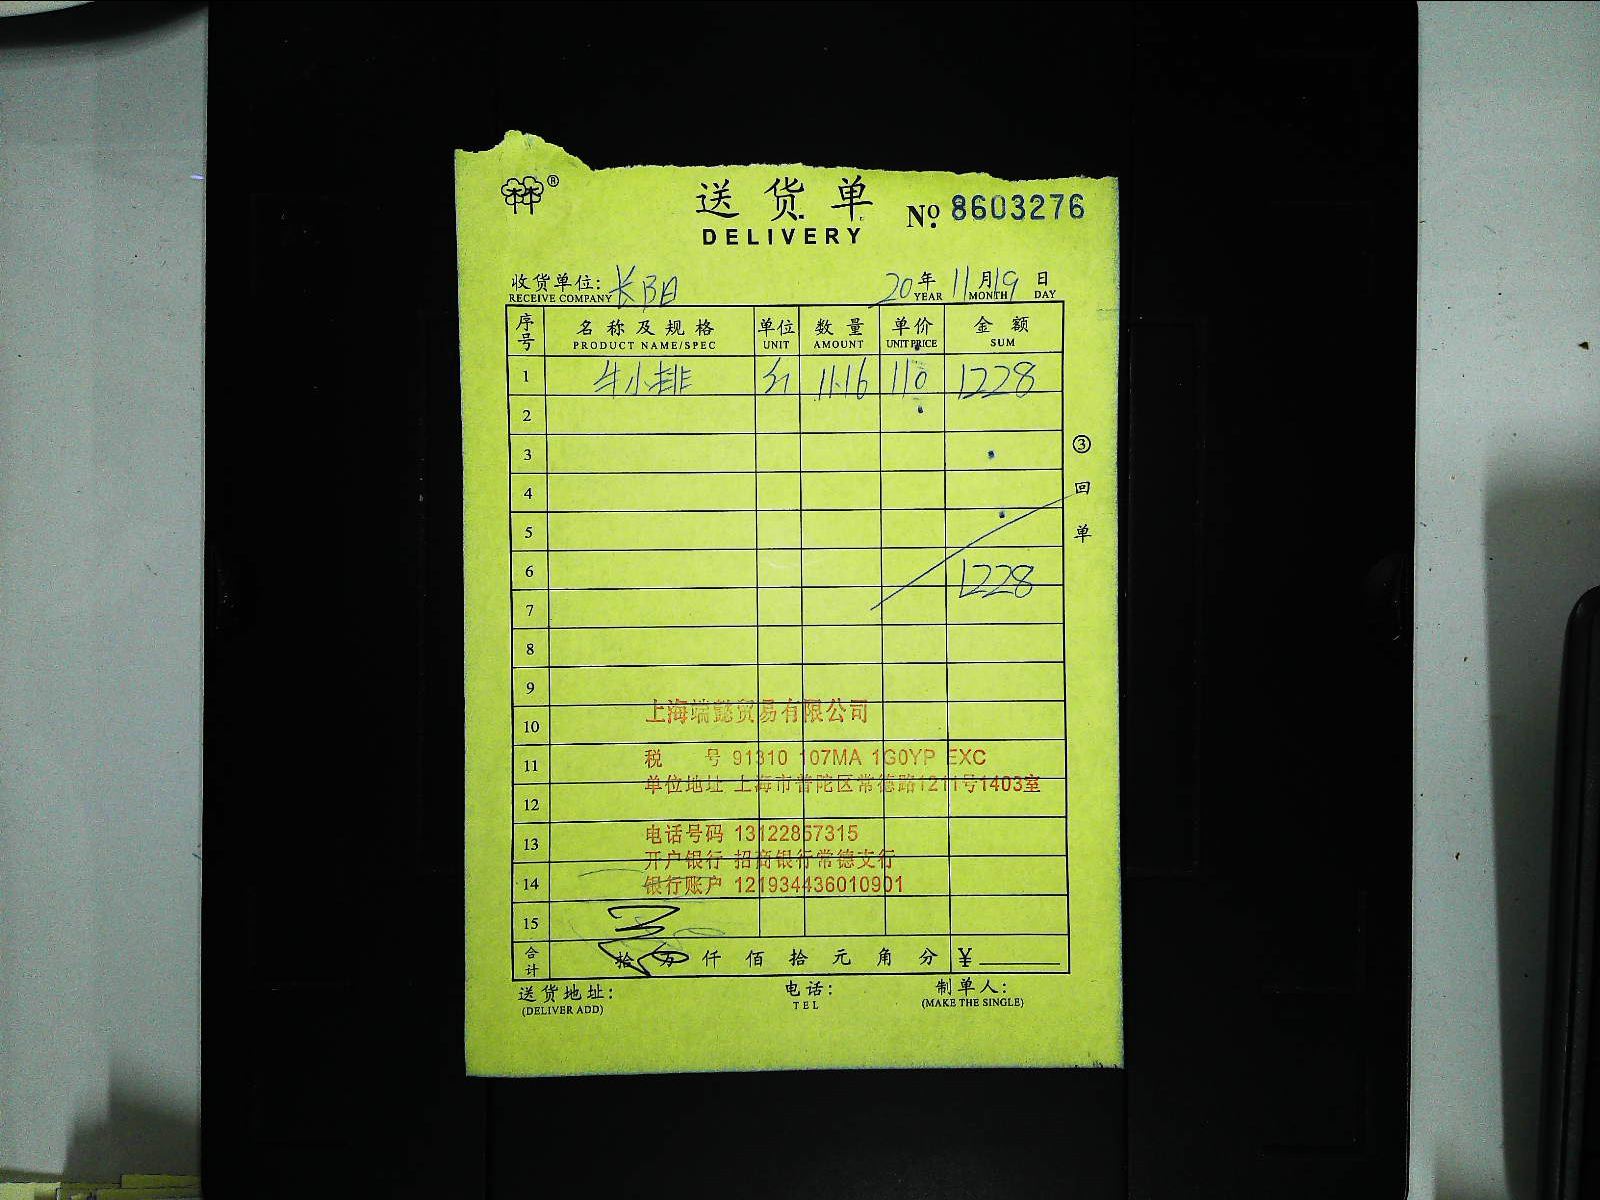 ®
送货单 No. 8603276
DELIVERY
收货单位: 长阳 20年 11月19日
RECEIVE COMPANY YEAR MONTH DAY
序号 名称及规格 单位 数量 单价 金额
PRODUCT NAME/SPEC UNIT AMOUNT UNIT PRICE SUM
1 牛小排 11.16 110 1228
2
3
4
5
6 1228
7
8
9
10
11
12
13
14
15
③回单
上海端懿贸易有限公司
税 号 91310 107MA 1G0YP EXC
单位地址 上海市普陀区常德路1211号1403室
电话号码 13122857315
开户银行 招商银行常德支行
银行账户 121934436010901
合计 拾万仟佰拾元角分 ¥
送货地址: 电话: 制单人:
(DELIVER ADD) TEL (MAKE THE SINGLE)